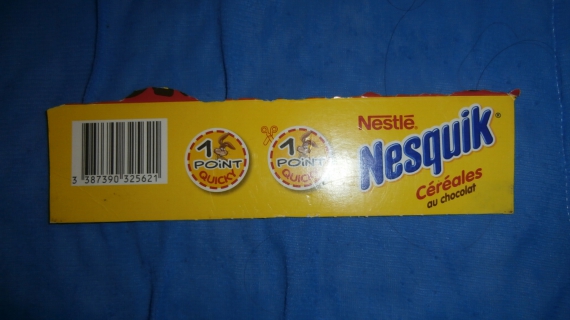 3 387390 325621
1
POiNT
QUICKY
1
POiNT
QUICKY
Nestlé®
Nesquik®
Céréales
au chocolat